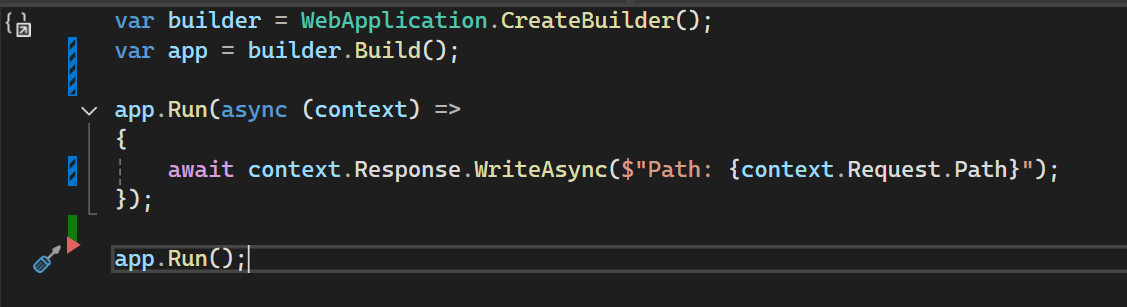 var builder = WebApplication.CreateBuilder();
var app = builder.Build();
app.Run(async (context) =>
{
await context.Response.WriteAsync($"Path: {context.Request.Path}");
});
app.Run();